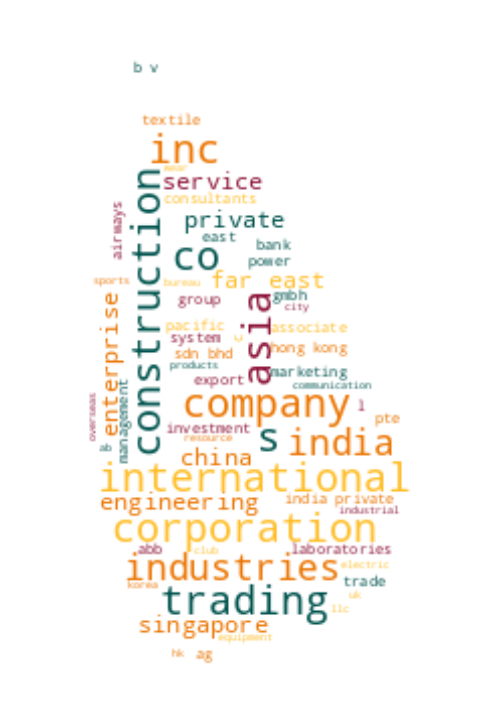 b v
textile
inc
wear
service
construction
consultants
airways
private
east
co
bank
power
sports
bureau
far east
group
gmbh
city
asia
enterprise
pacific
associate
system
u
hong kong
sdn bhd
products
marketing
export
communication
management
overseas
company
l
pte
investment
s
resource
india
ab
china
international
engineering
india private
industrial
corporation
abb
club
laboratories
industries
electric
korea
trade
trading
uk
llc
singapore
equipment
hk
ag